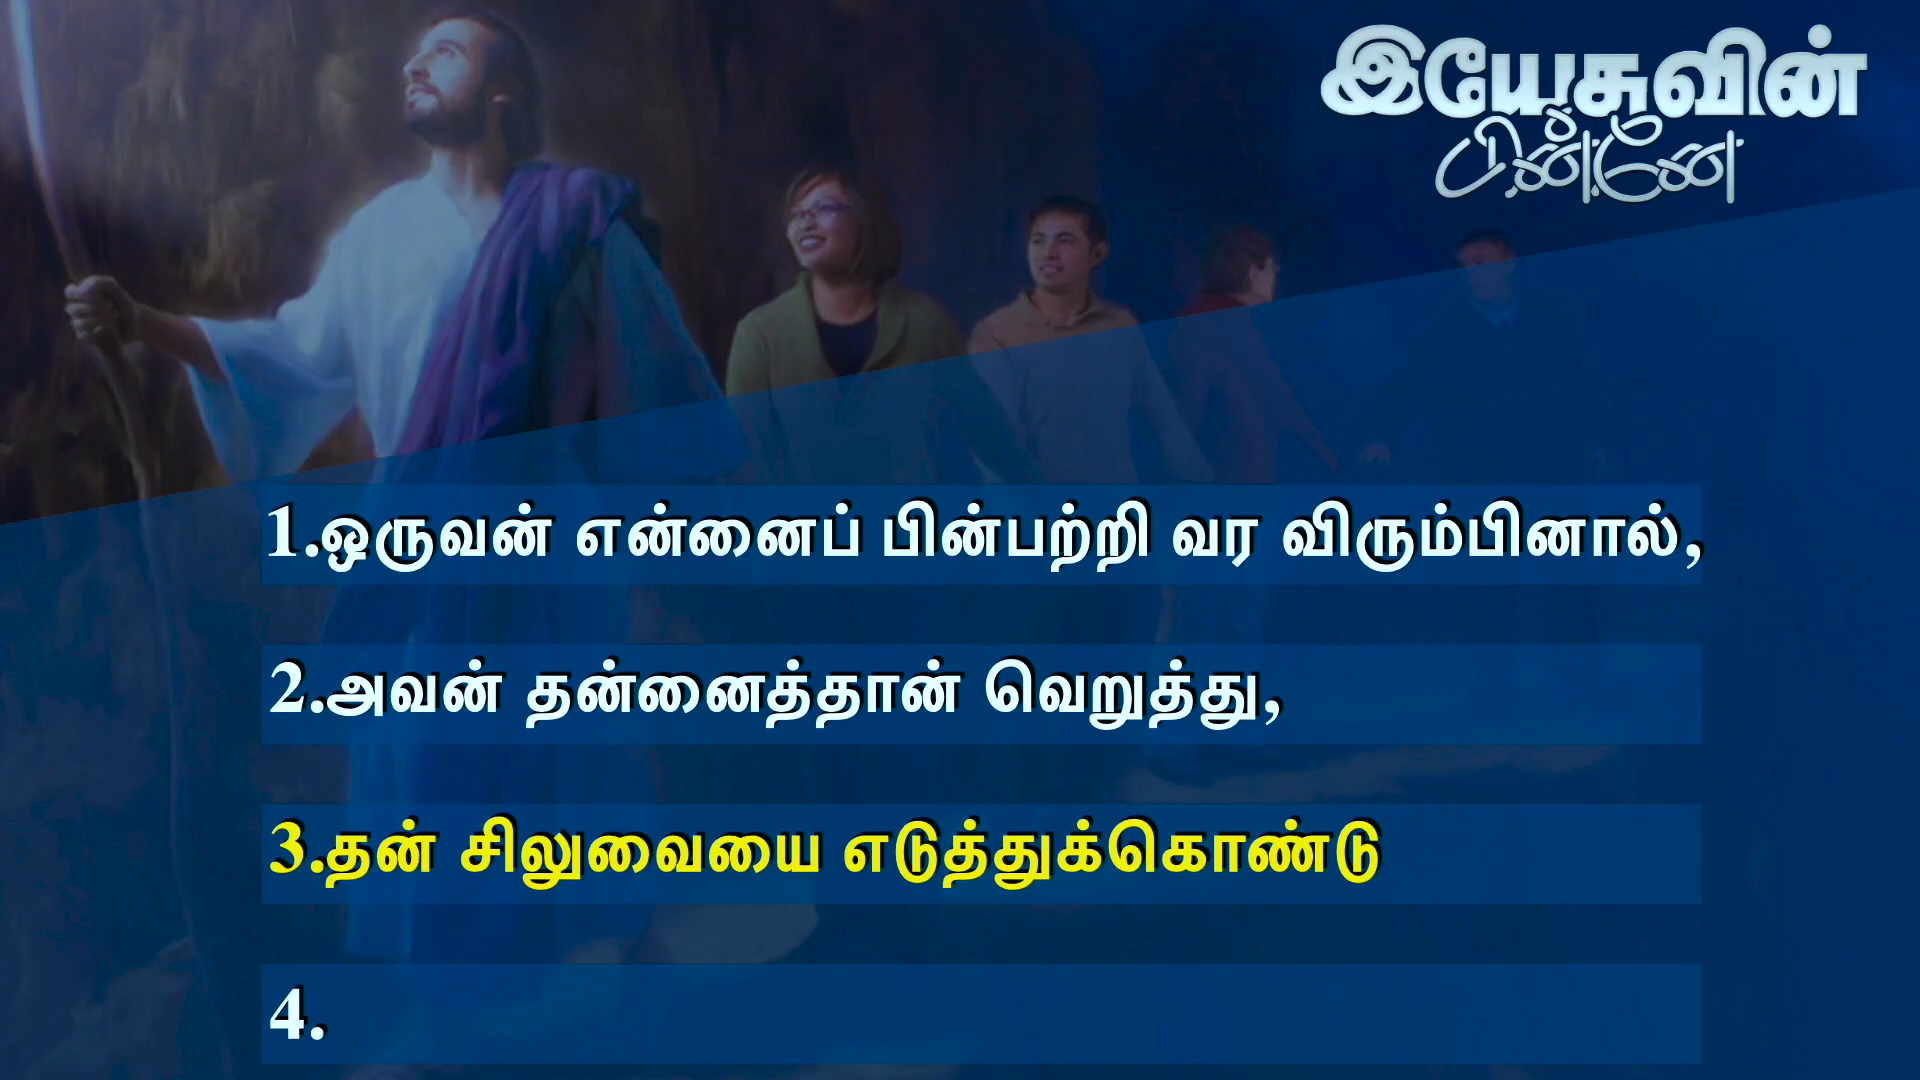 இயேசுவின்
பின்னே
1.ஒருவன் என்னைப் பின்பற்றி வர விரும்பினால்,
2.அவன் தன்னைத்தான் வெறுத்து,
3.தன் சிலுவையை எடுத்துக்கொண்டு
4.